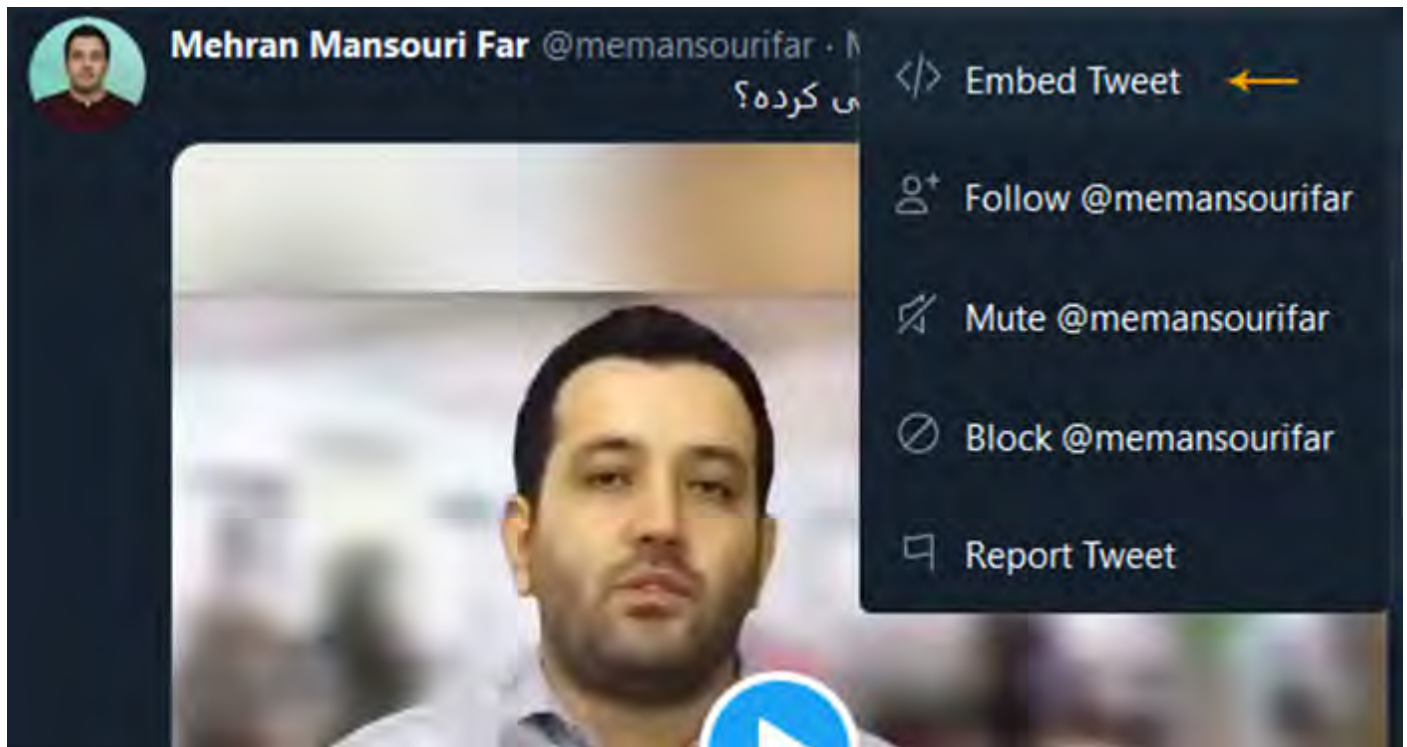 Mehran Mansouri Far @memansourifar ·
کرده؟
Embed Tweet
Follow @memansourifar
Mute @memansourifar
Block @memansourifar
Report Tweet